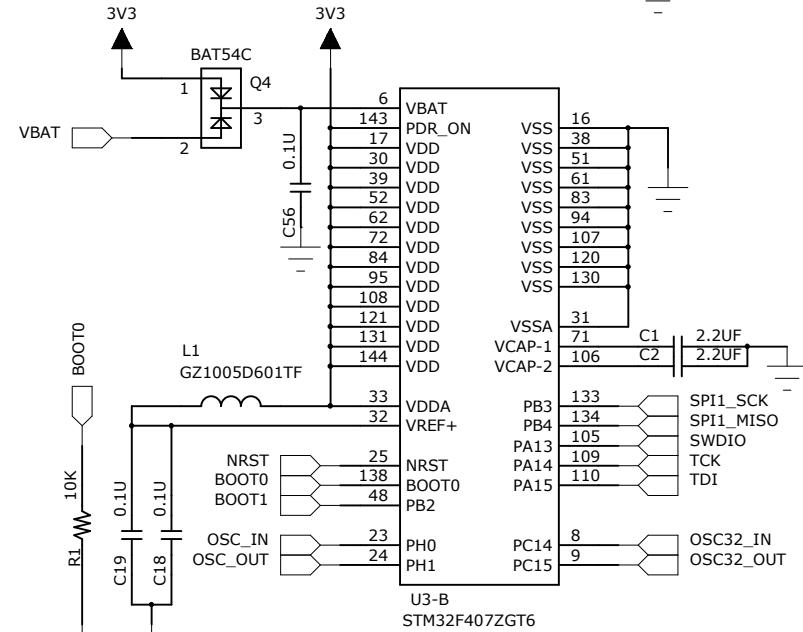 3V3
3V3
BAT54C
Q4
1
2
3
VBAT
0.1U
C56
6 VBAT
143 PDR_ON
17 VDD
30 VDD
39 VDD
52 VDD
62 VDD
72 VDD
84 VDD
95 VDD
108 VDD
121 VDD
131 VDD
144 VDD
33 VDDA
32 VREF+
25 NRST
138 BOOT0
48 PB2
23 PH0
24 PH1
VSS 16
VSS 38
VSS 51
VSS 61
VSS 83
VSS 94
VSS 107
VSS 120
VSS 130
VSSA 31
VCAP-1 71
VCAP-2 106
PB3 133
PB4 134
PA13 105
PA14 109
PA15 110
PC14 8
PC15 9
C1 2.2UF
C2 2.2UF
SPI1_SCK
SPI1_MISO
SWDIO
TCK
TDI
OSC32_IN
OSC32_OUT
L1
GZ1005D601TF
BOOT0
10K
R1
0.1U
C19
0.1U
C18
NRST
BOOT0
BOOT1
OSC_IN
OSC_OUT
U3-B
STM32F407ZGT6